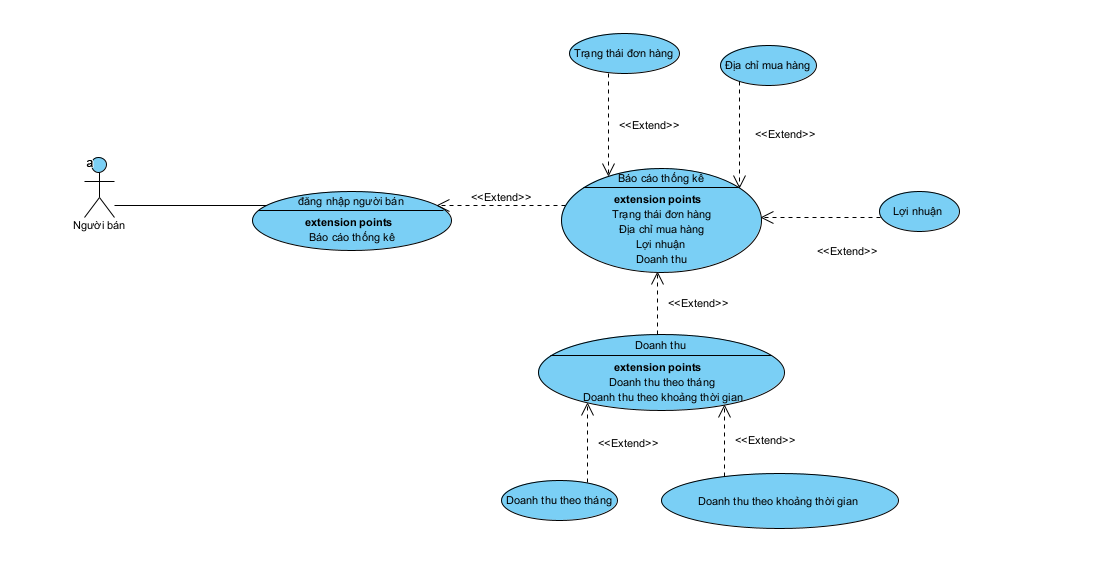 Trạng thái đơn hàng
Địa chỉ mua hàng
<<Extend>>
<<Extend>>
a
Người bán
đăng nhập người bán
extension points
Báo cáo thống kê
<<Extend>>
Báo cáo thống kê
extension points
Trạng thái đơn hàng
Địa chỉ mua hàng
Lợi nhuận
Doanh thu
Lợi nhuận
<<Extend>>
<<Extend>>
Doanh thu
extension points
Doanh thu theo tháng
Doanh thu theo khoảng thời gian
<<Extend>>
<<Extend>>
Doanh thu theo tháng
Doanh thu theo khoảng thời gian